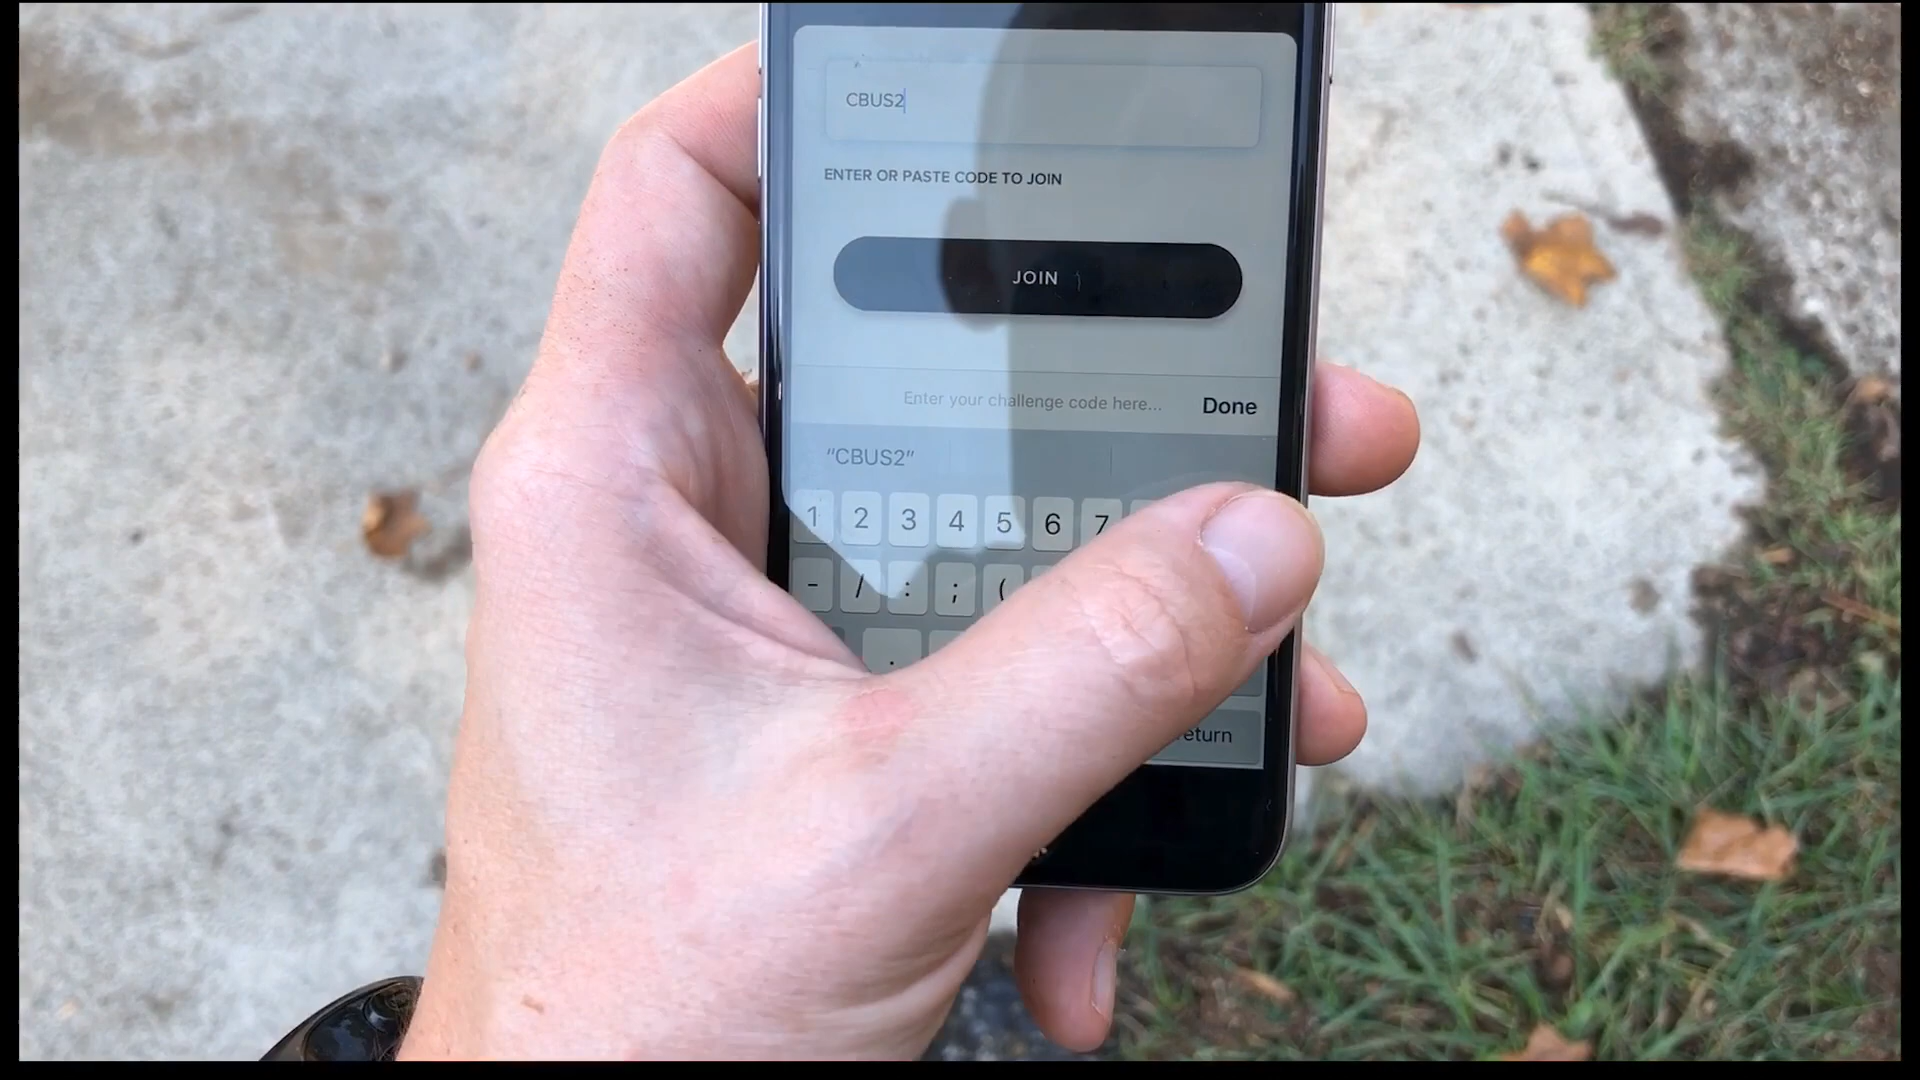 CBUS2
ENTER OR PASTE CODE TO JOIN
JOIN
Enter your challenge code here... Done
"CBUS2"
1 2 3 4 5 6 7
- / : ; (
.
return